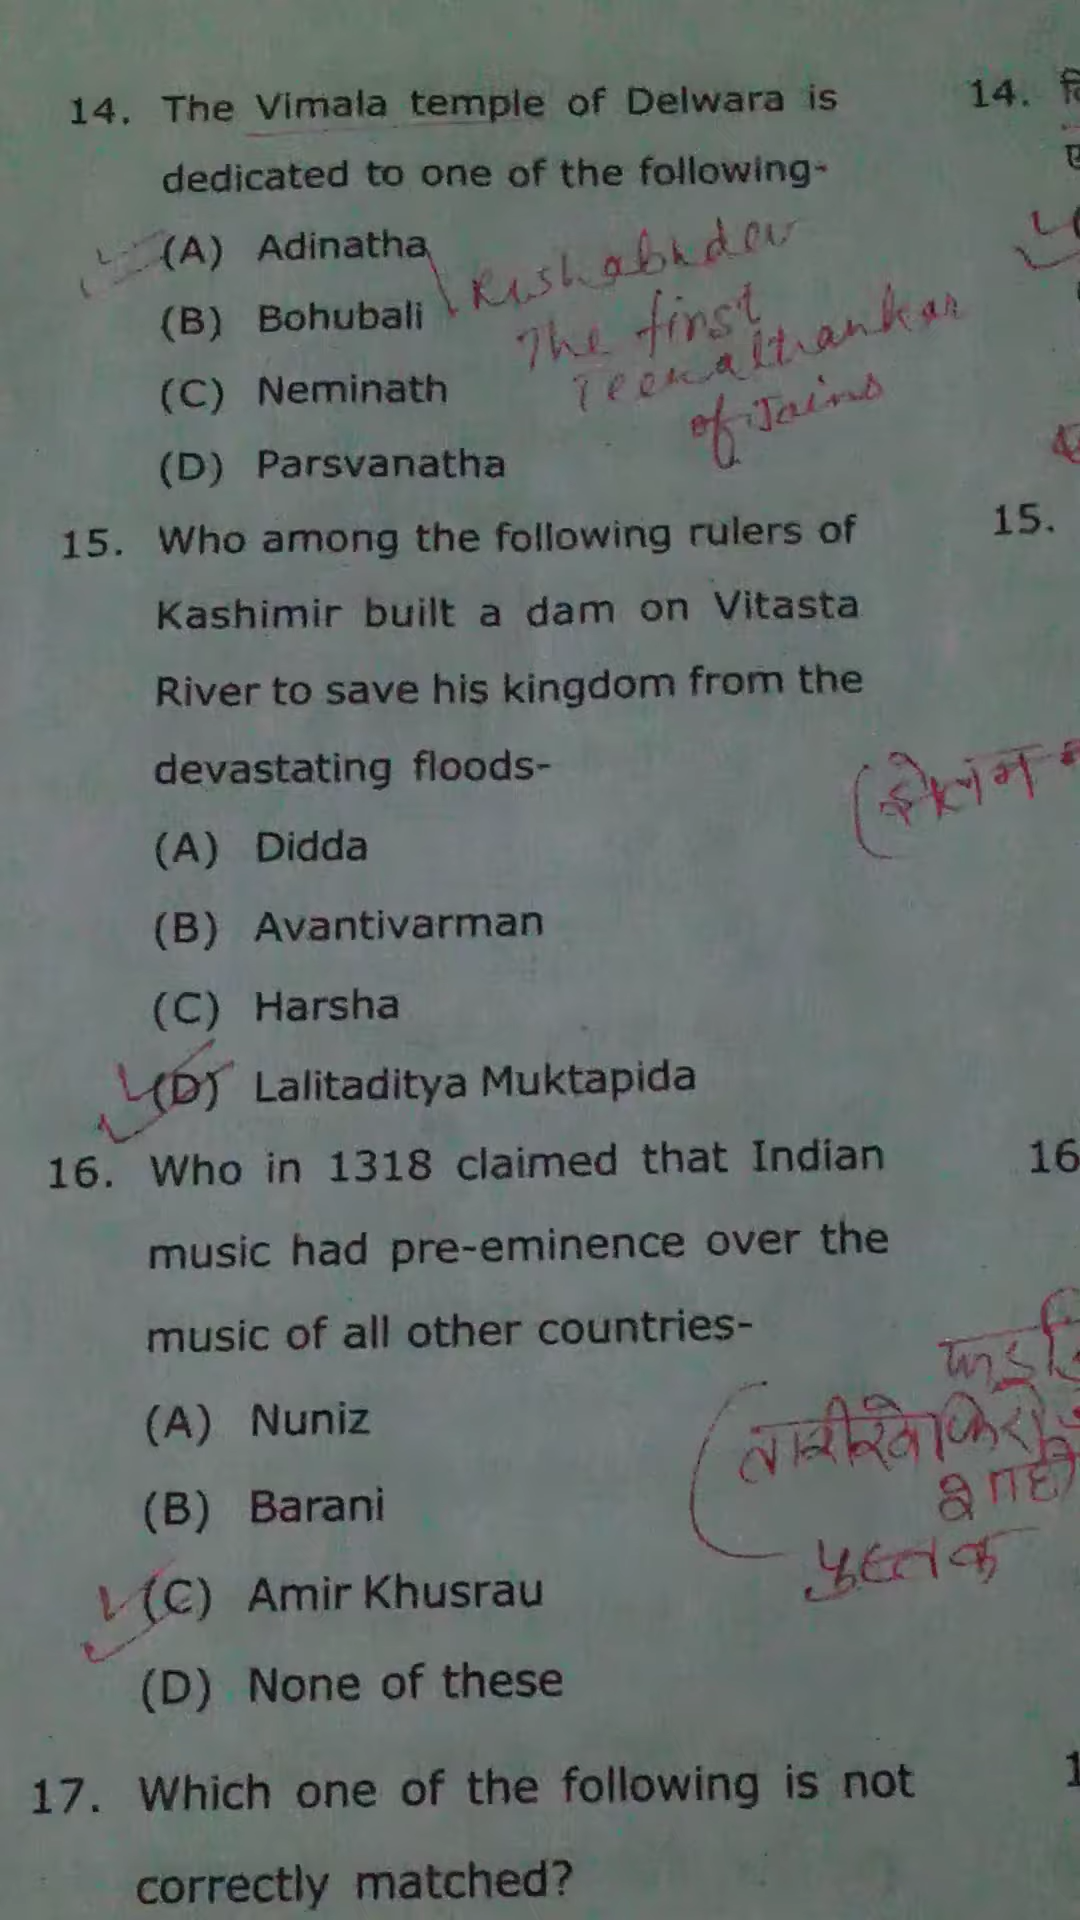 14. The Vimala temple of Delwara is
dedicated to one of the following-
(A) Adinatha
(B) Bohubali
(C) Neminath
(D) Parsvanatha
Rishabhdev
The first
of Jains
15. Who among the following rulers of
Kashimir built a dam on Vitasta
River to save his kingdom from the
devastating floods-
(A) Didda
(B) Avantivarman
(C) Harsha
(D) Lalitaditya Muktapida
16. Who in 1318 claimed that Indian
music had pre-eminence over the
music of all other countries-
(A) Nuniz
(B) Barani
(C) Amir Khusrau
(D) None of these
17. Which one of the following is not
correctly matched?
14.
15.
16
पुस्तक